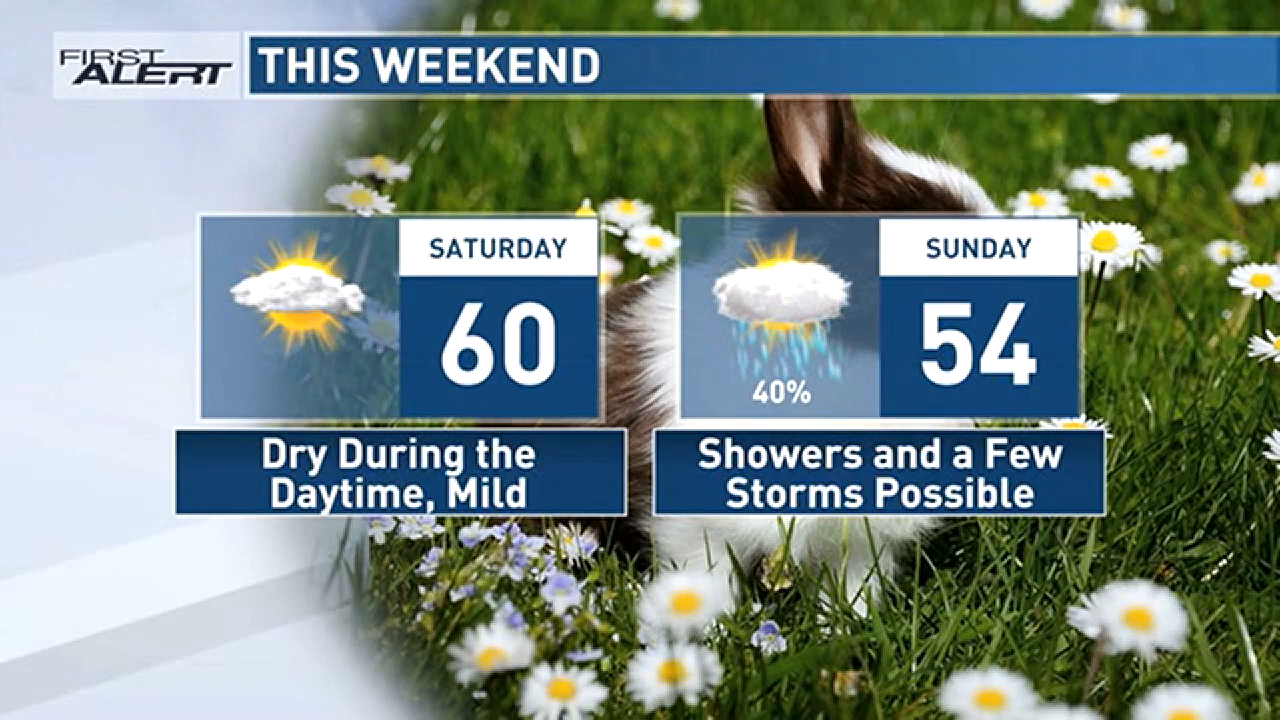 FIRST ALERT
THIS WEEKEND
SATURDAY
60
Dry During the
Daytime, Mild
SUNDAY
54
40%
Showers and a Few
Storms Possible